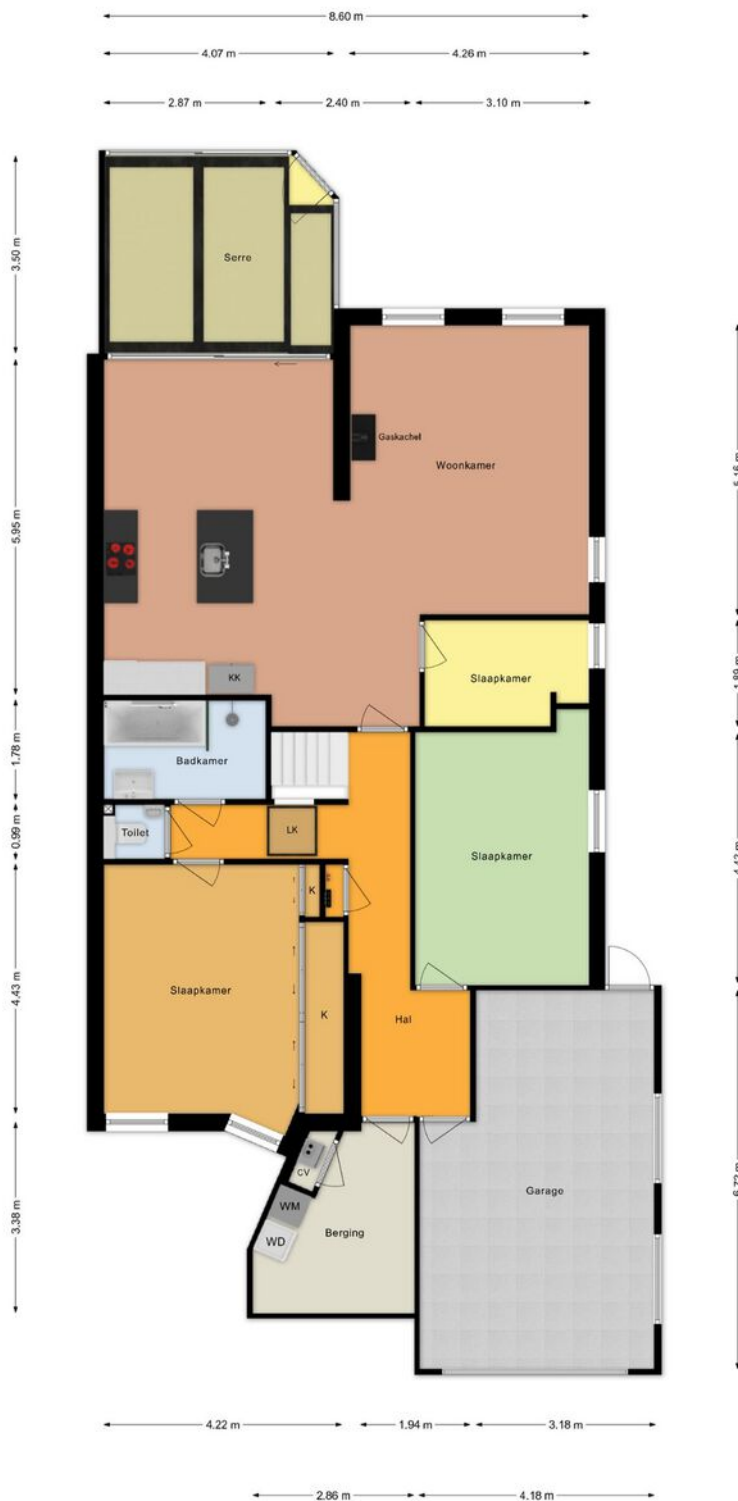 8.60 m
4.07 m
4.26 m
2.87 m
2.40 m
3.10 m
3.50 m
Serre
Gaskachel
Woonkamer
5.95 m
Slaapkamer
KK
1.78 m
Badkamer
0.99 m
Toilet
LK
Slaapkamer
K
4.43 m
Slaapkamer
K
Hal
CV
Garage
WM
3.38 m
Berging
WD
4.22 m
1.94 m
3.18 m
2.86 m
4.18 m